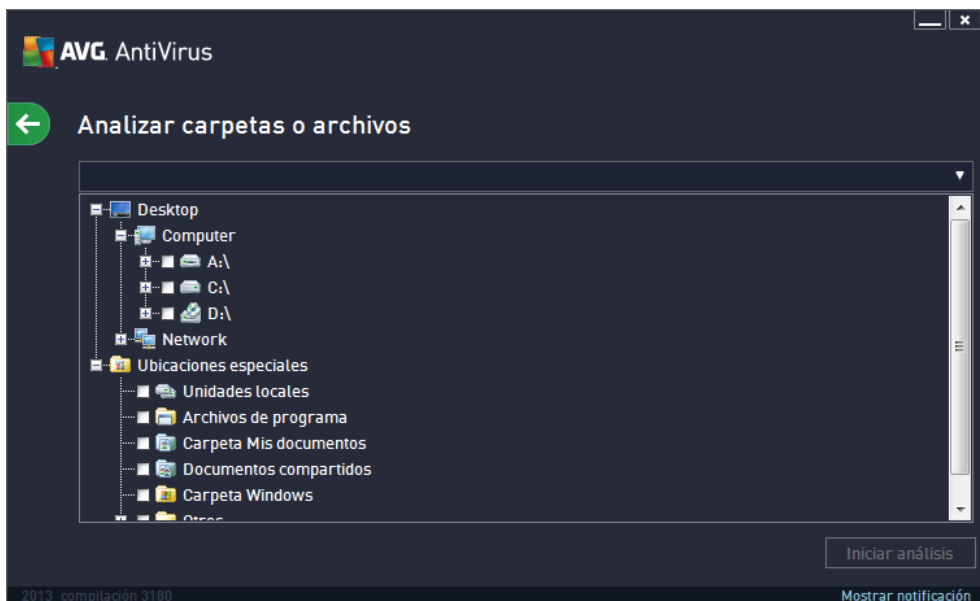 AVG. AntiVirus
Analizar carpetas o archivos
Desktop
Computer
A:\
C:\
D:\
Network
Ubicaciones especiales
Unidades locales
Archivos de programa
Carpeta Mis documentos
Documentos compartidos
Carpeta Windows
Otros
Iniciar análisis
2013 compilación 3180
Mostrar notificación